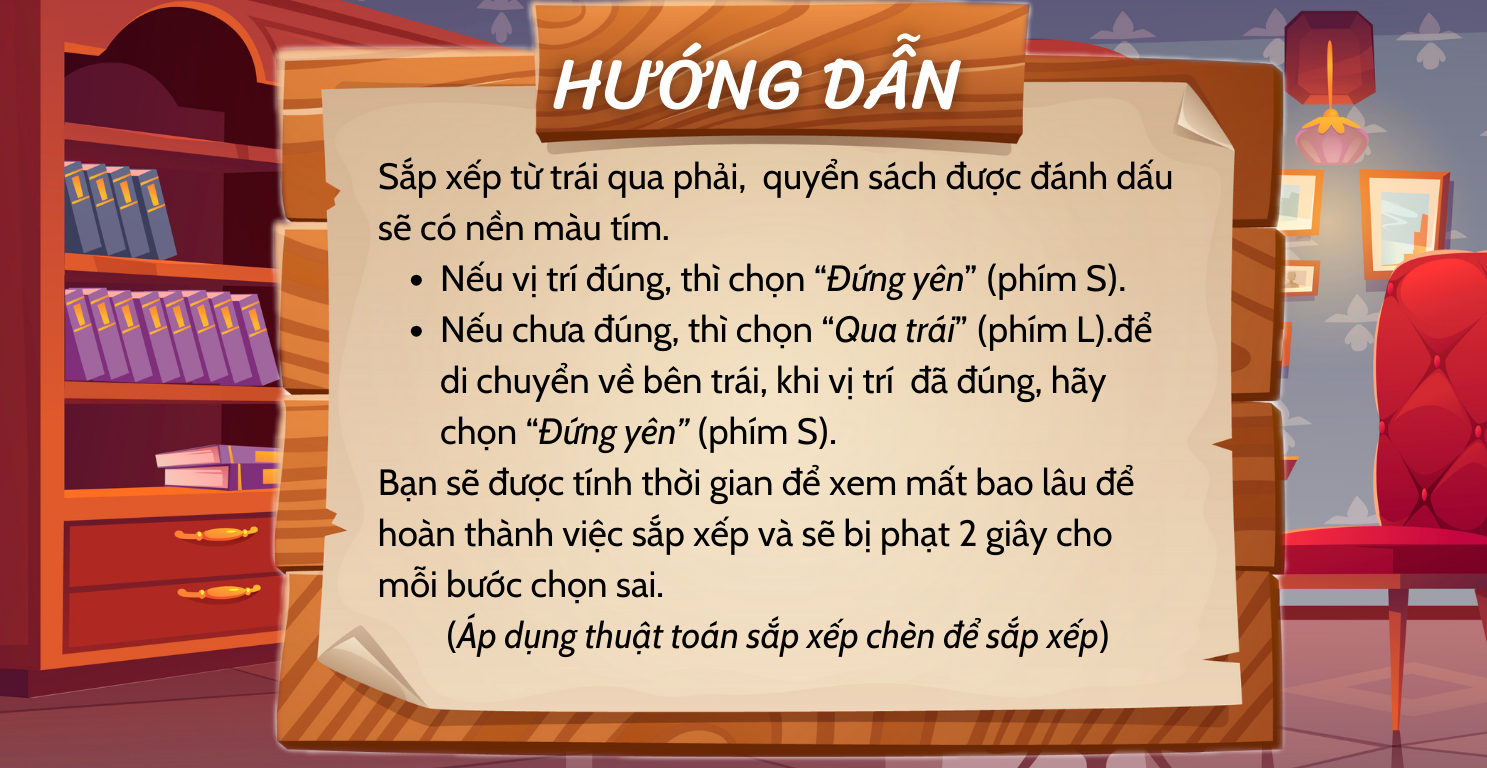 HƯỚNG DẪN
Sắp xếp từ trái qua phải, quyển sách được đánh dấu
sẽ có nền màu tím.
• Nếu vị trí đúng, thì chọn “Đứng yên” (phím S).
• Nếu chưa đúng, thì chọn “Qua trái” (phím L).để
di chuyển về bên trái, khi vị trí đã đúng, hãy
chọn “Đứng yên” (phím S).
Bạn sẽ được tính thời gian để xem mất bao lâu để
hoàn thành việc sắp xếp và sẽ bị phạt 2 giây cho
mỗi bước chọn sai.
(Áp dụng thuật toán sắp xếp chèn để sắp xếp)